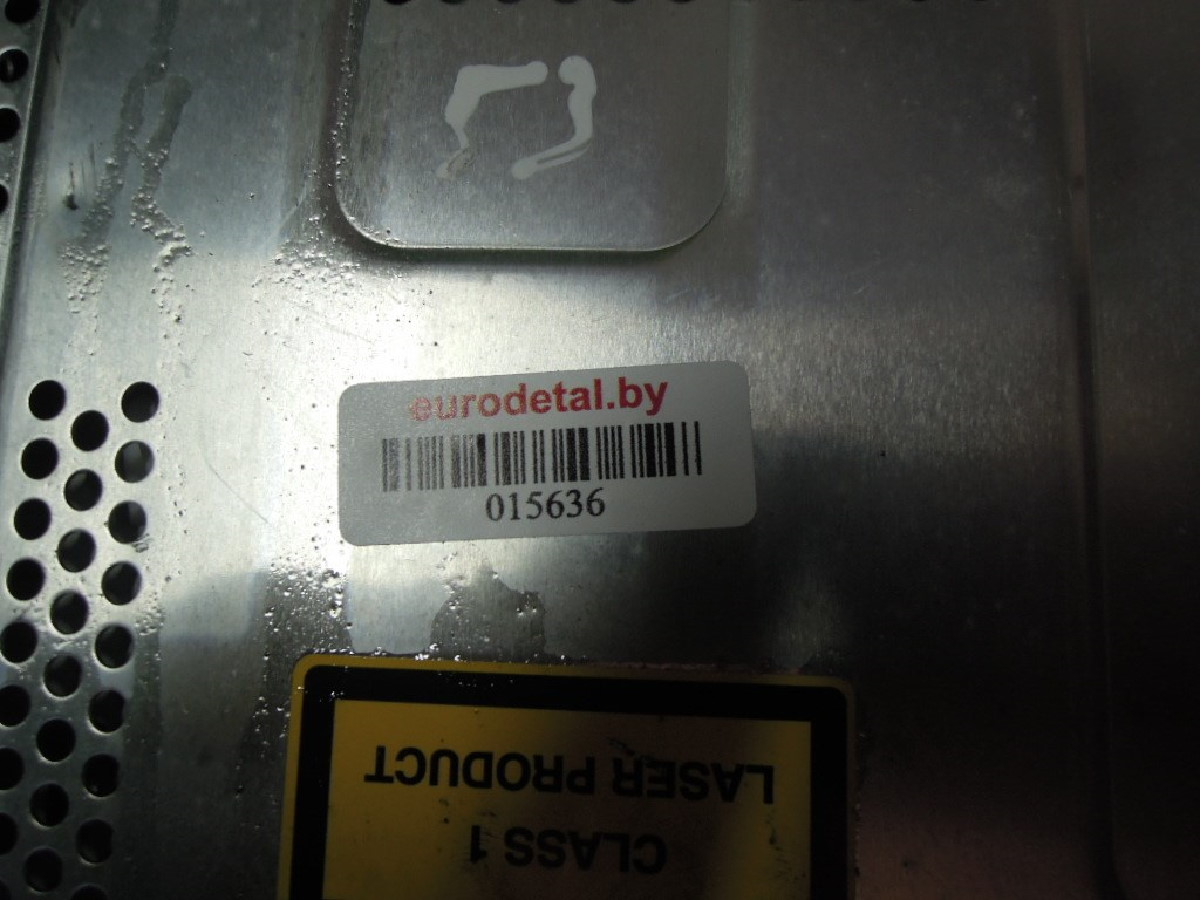 eurodetal.by
015636
CLASS 1
LASER PRODUCT